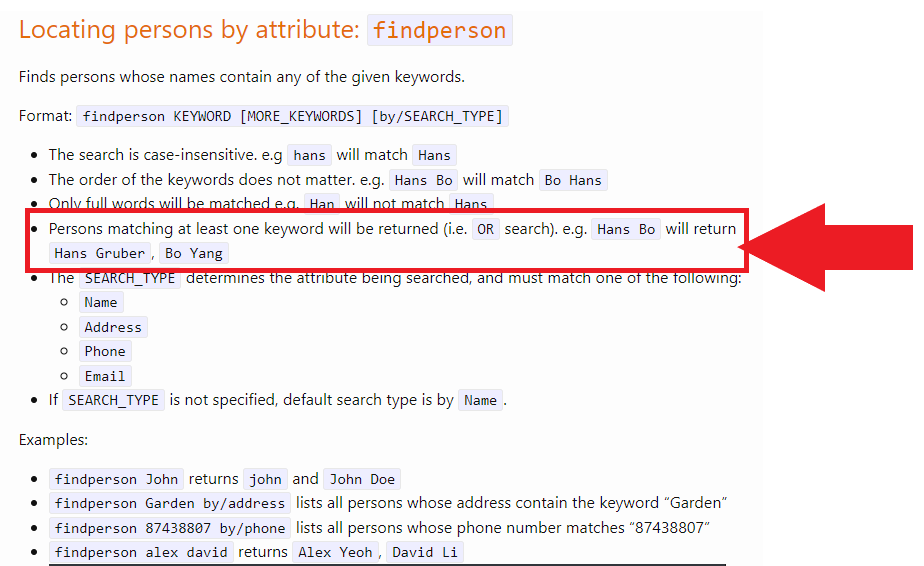 Locating persons by attribute: findperson
Finds persons whose names contain any of the given keywords.
Format: findperson KEYWORD [MORE_KEYWORDS] [by/SEARCH_TYPE]
The search is case-insensitive. e.g hans will match Hans
The order of the keywords does not matter. e.g. Hans Bo will match Bo Hans
Only full words will be matched e.g. Han will not match Hans
Persons matching at least one keyword will be returned (i.e. OR search). e.g. Hans Bo will return
Hans Gruber, Bo Yang
The SEARCH_TYPE determines the attribute being searched, and must match one of the following:
Name
Address
Phone
Email
If SEARCH_TYPE is not specified, default search type is by Name.
Examples:
findperson John returns john and John Doe
findperson Garden by/address lists all persons whose address contain the keyword “Garden”
findperson 87438807 by/phone lists all persons whose phone number matches “87438807”
findperson alex david returns Alex Yeoh, David Li